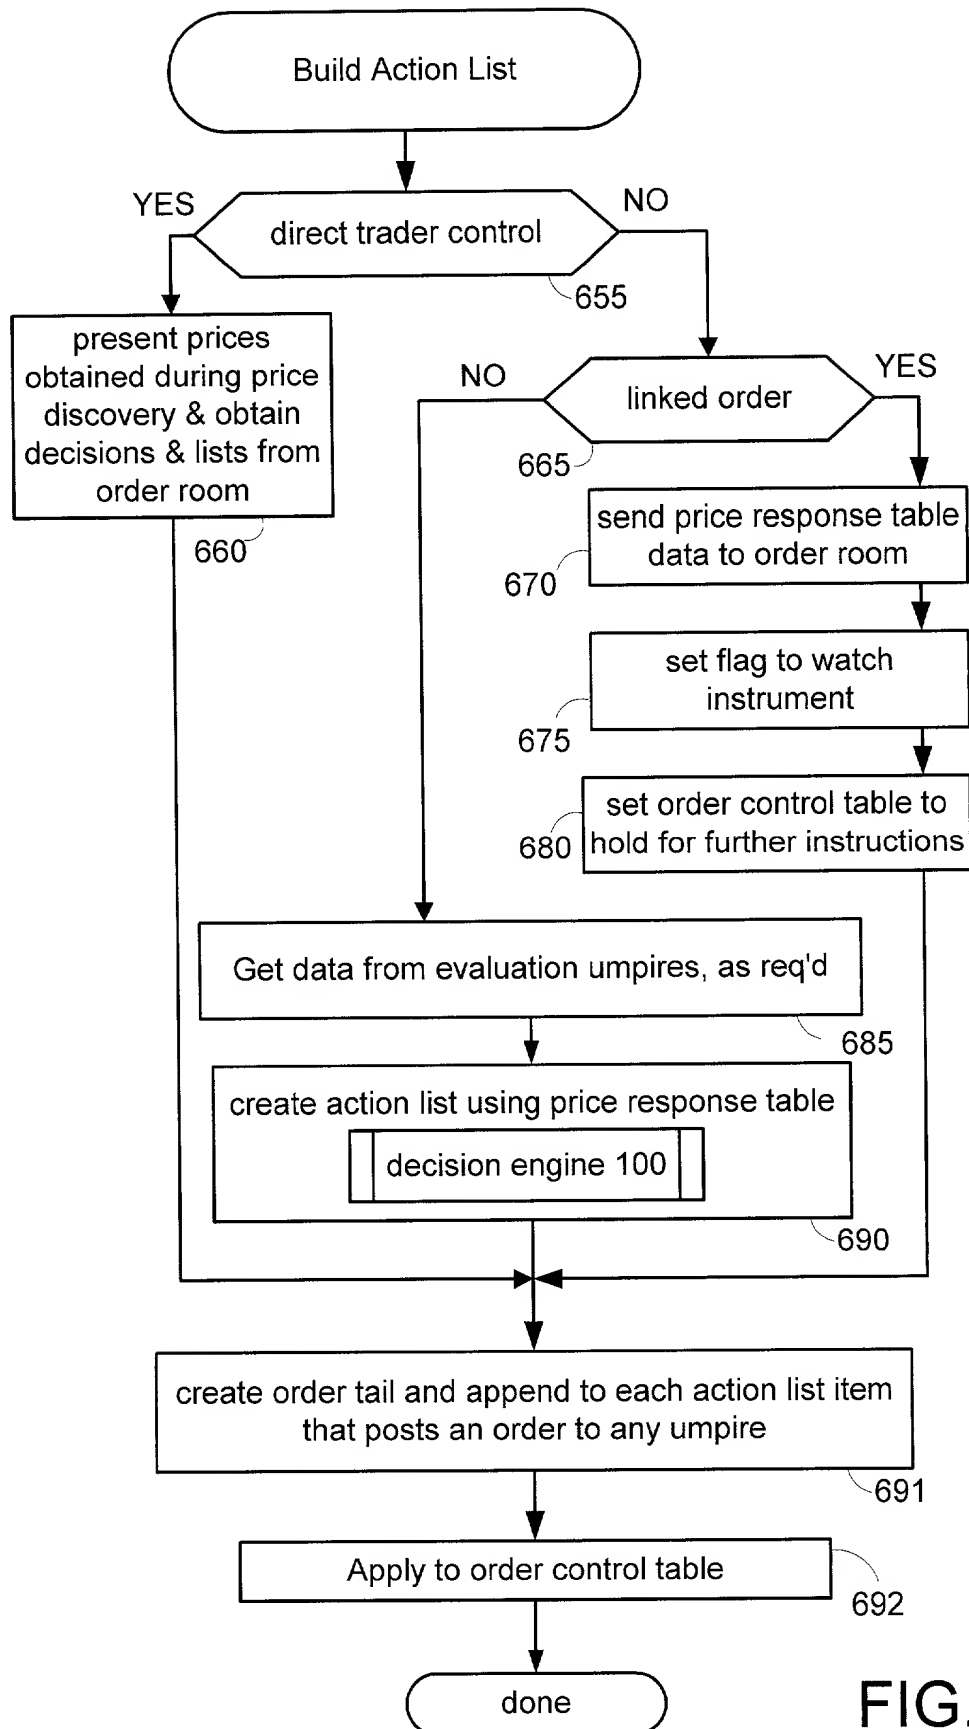 Build Action List
YES
NO
direct trader control
655
present prices
obtained during price
discovery & obtain
decisions & lists from
order room
660
NO
YES
linked order
665
send price response table
data to order room
670
set flag to watch
instrument
675
set order control table to
hold for further instructions
680
Get data from evaluation umpires, as req'd
685
create action list using price response table
decision engine 100
690
create order tail and append to each action list item
that posts an order to any umpire
691
Apply to order control table
692
done
FIG.